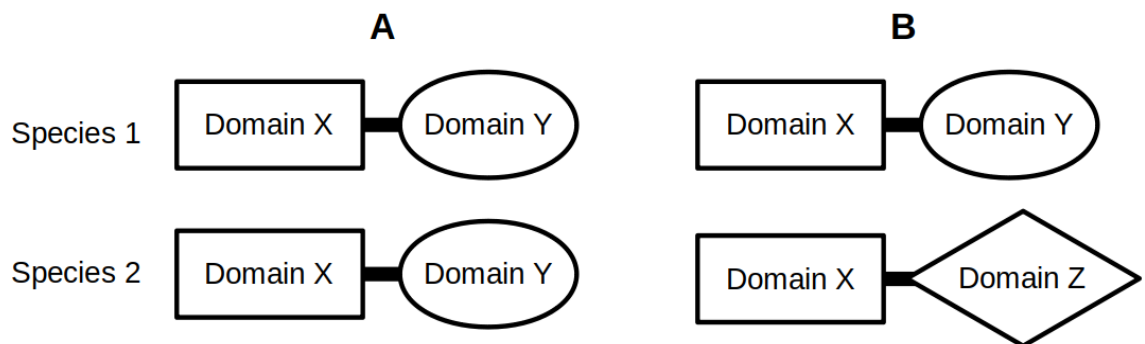 A B
Species 1 Domain X Domain Y Domain X Domain Y
Species 2 Domain X Domain Y Domain X Domain Z